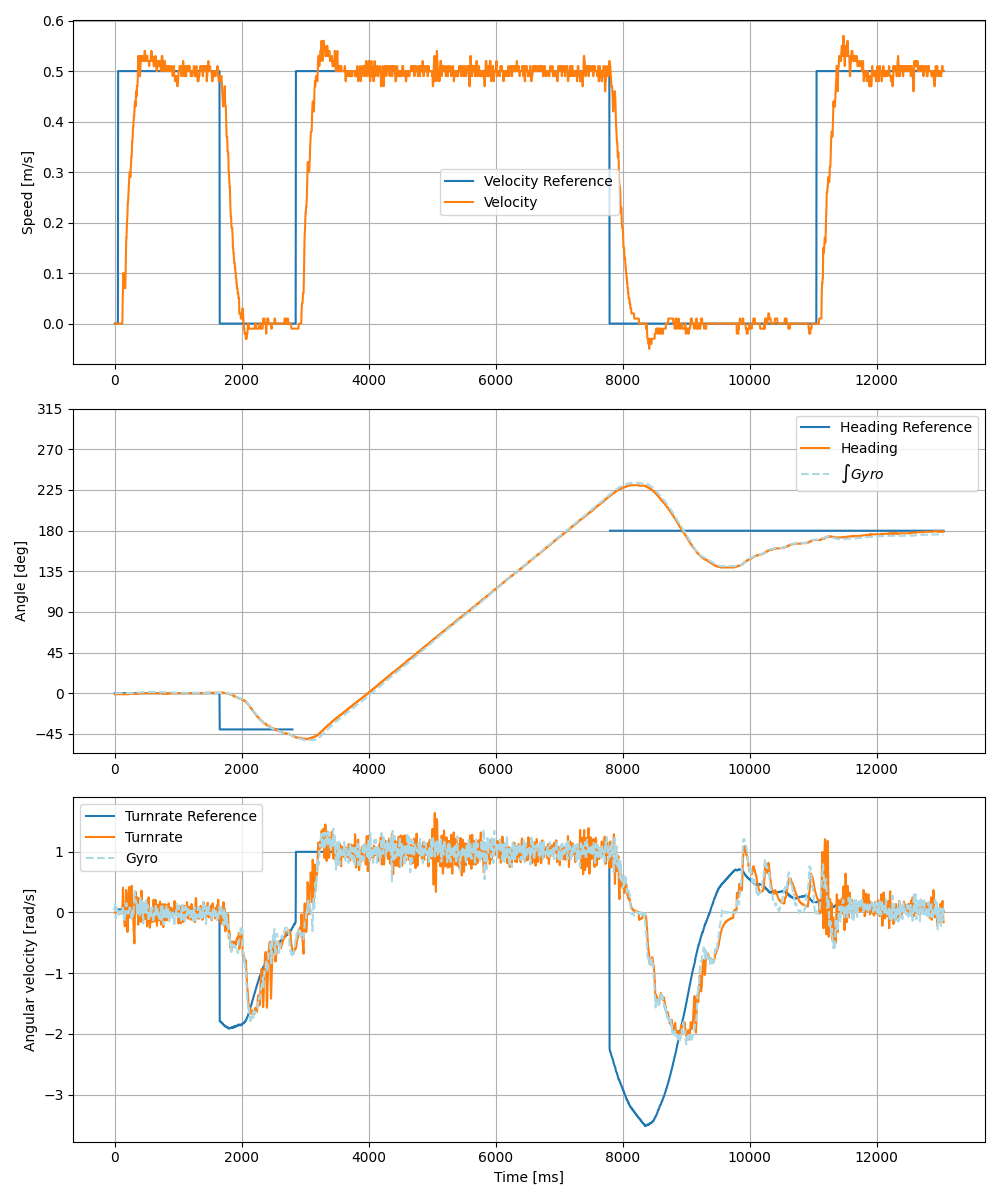 0.6
0.5
0.4
0.3
0.2
0.1
0.0
Speed [m/s]
Velocity Reference
Velocity
0 2000 4000 6000 8000 10000 12000
315
270
225
180
135
90
45
0
−45
Angle [deg]
Heading Reference
Heading
∫Gyro
0 2000 4000 6000 8000 10000 12000
1
0
−1
−2
−3
Angular velocity [rad/s]
Turnrate Reference
Turnrate
Gyro
0 2000 4000 6000 8000 10000 12000
Time [ms]